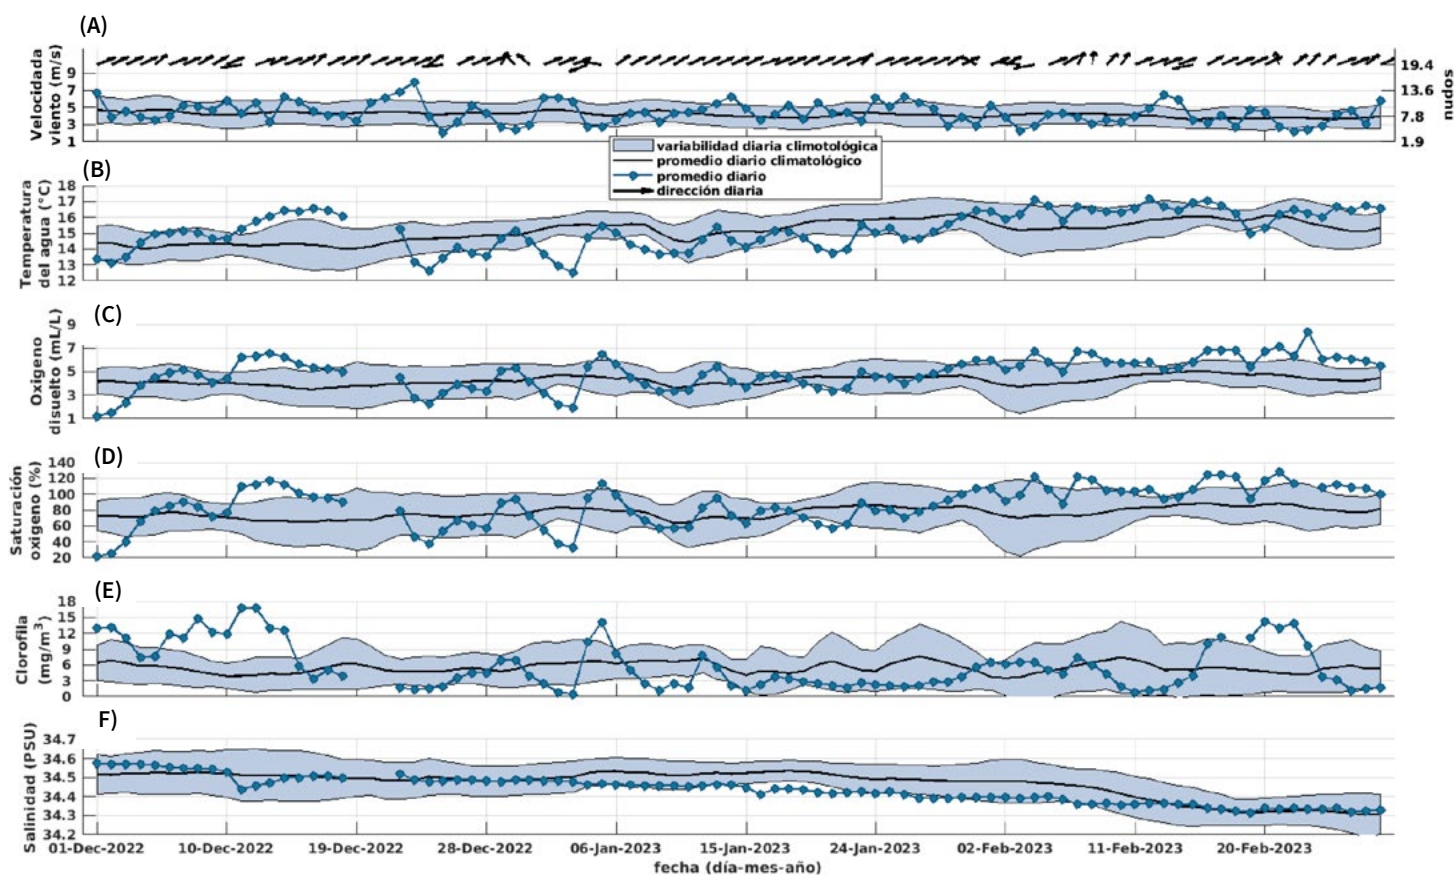 (A)
Velocidada
viento (m/s)
9
7
5
3
1
19.4
13.6
7.8
1.9
nudos
variabilidad diaria climotológica
promedio diario climatológico
promedio diario
dirección diaria
(B)
Temperatura
del agua (°C)
18
17
16
15
14
13
12
(C)
Oxigeno
disuelto (mL/L)
9
7
5
3
1
(D)
Saturación
oxigeno (%)
140
120
100
80
60
40
20
(E)
Clorofila
(mg/m³)
18
15
12
9
6
3
0
F)
Salinidad (PSU)
34.7
34.6
34.5
34.4
34.3
34.2
01-Dec-2022 10-Dec-2022 19-Dec-2022 28-Dec-2022 06-Jan-2023 15-Jan-2023 24-Jan-2023 02-Feb-2023 11-Feb-2023 20-Feb-2023
fecha (día-mes-año)